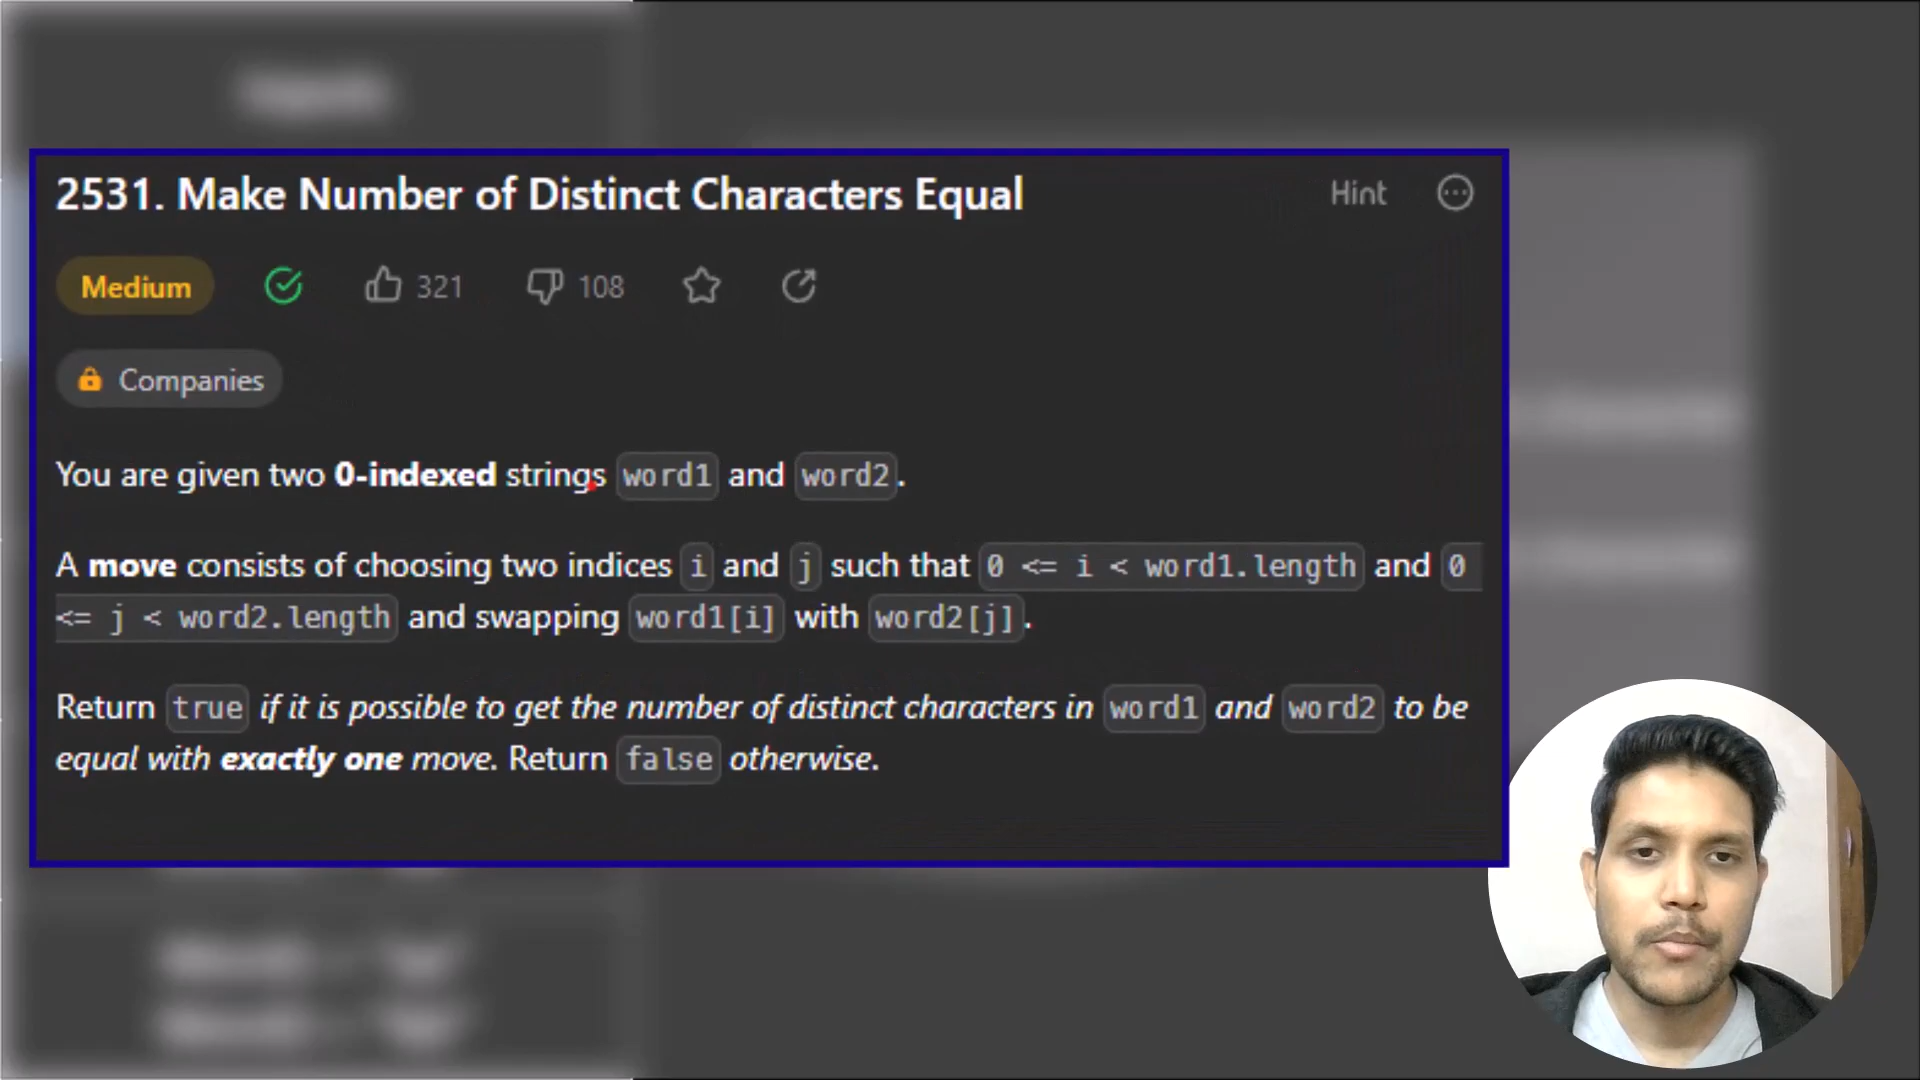 2531. Make Number of Distinct Characters Equal
Hint
Medium
321
108
Companies
You are given two 0-indexed strings word1 and word2.
A move consists of choosing two indices i and j such that 0 <= i < word1.length and 0
<= j < word2.length and swapping word1[i] with word2[j].
Return true if it is possible to get the number of distinct characters in word1 and word2 to be
equal with exactly one move. Return false otherwise.